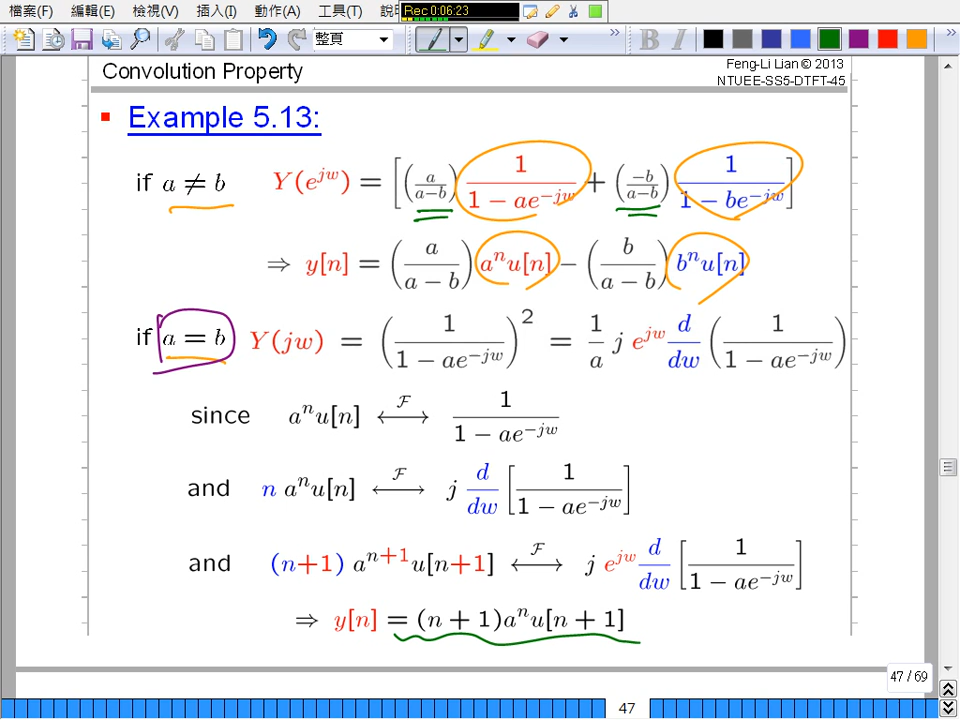 檔案(F) 編輯(E) 檢視(V) 插入(I) 動作(A) 工具(T) Rec 0:06:23
整頁 B I
Convolution Property
Feng-Li Lian © 2013
NTUEE-SS5-DTFT-45
Example 5.13:
if a ≠ b Y(e^{jw}) = [ (a/(a−b)) 1/(1 − ae^{−jw}) + (−b/(a−b)) 1/(1 − be^{−jw}) ]
⇒ y[n] = (a/(a − b)) a^n u[n] − (b/(a − b)) b^n u[n]
if a = b Y(jw) = (1/(1 − ae^{−jw}))^2 = 1/a j e^{jw} d/dw (1/(1 − ae^{−jw}))
since a^n u[n] ⟷^F 1/(1 − ae^{−jw})
and n a^n u[n] ⟷^F j d/dw [1/(1 − ae^{−jw})]
and (n+1) a^{n+1} u[n+1] ⟷^F j e^{jw} d/dw [1/(1 − ae^{−jw})]
⇒ y[n] = (n + 1)a^n u[n + 1]
47 / 69
47